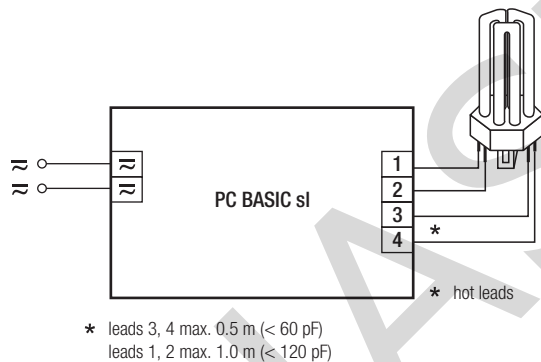 ≂ ≂ 1
≂ ≂ 2
PC BASIC sl
3
4 *
* hot leads
* leads 3, 4 max. 0.5 m (< 60 pF)
leads 1, 2 max. 1.0 m (< 120 pF)